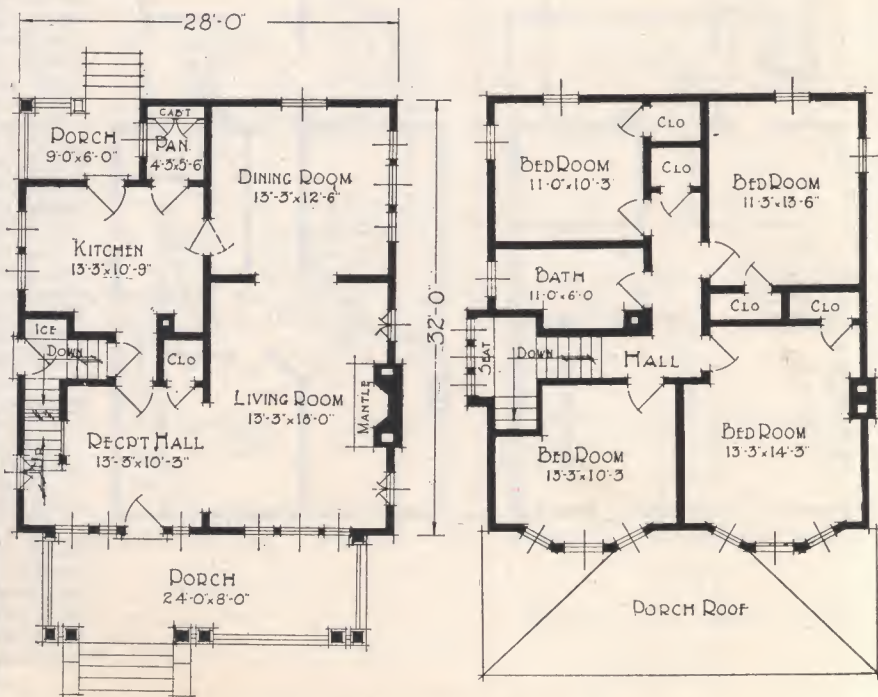 28'-0"
PORCH
9'-0"x6'-0"
CABT
PAN.
4'-3"x5'-6"
DINING ROOM
13'-3"x12'-6"
KITCHEN
13'-3"x10'-9"
ICE
DOWN
CLO
UP
RECPT HALL
13'-3"x10'-3"
LIVING ROOM
13'-3"x18'-0"
MANTLE
32'-0"
PORCH
24'-0"x8'-0"
CLO
BED ROOM
11'-0"x10'-3"
CLO
BED ROOM
11'-3"x13'-6"
BATH
11'-0"x6'-0
CLO
CLO
SEAT
DOWN
HALL
BED ROOM
13'-3"x10'-3
BED ROOM
13'-3"x14'-3"
PORCH ROOF